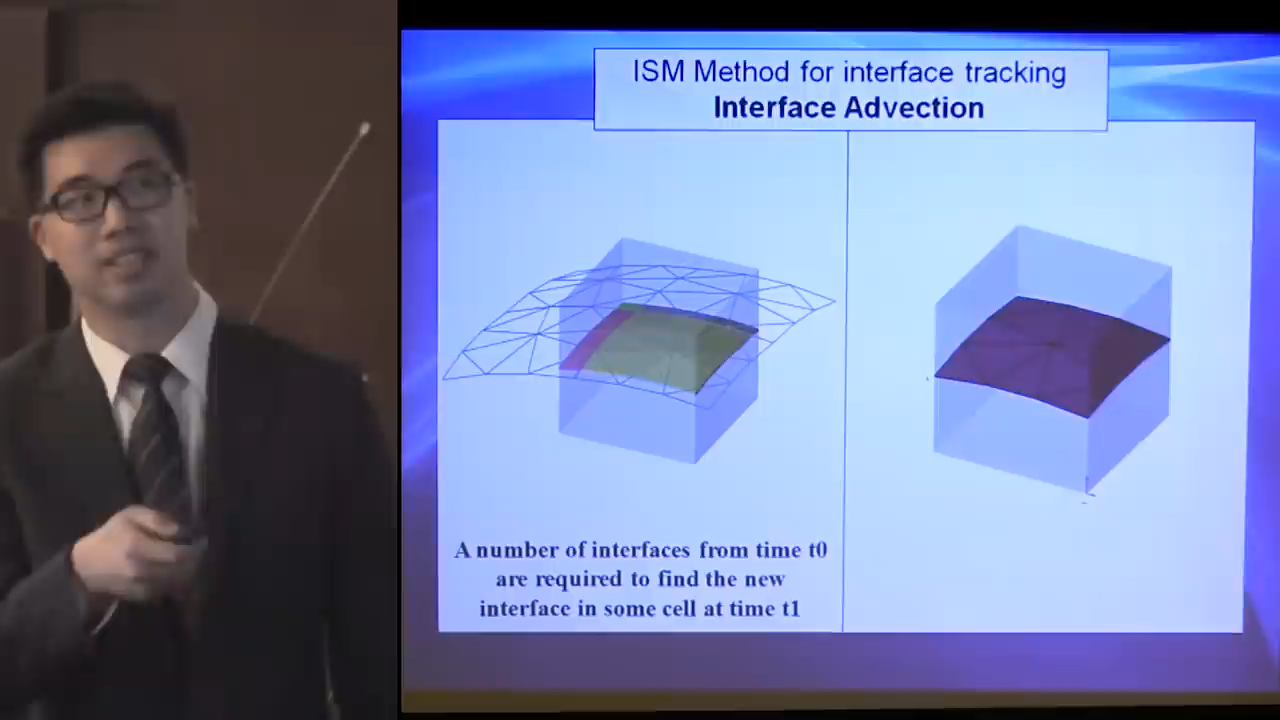 ISM Method for interface tracking
Interface Advection
A number of interfaces from time t0
are required to find the new
interface in some cell at time t1